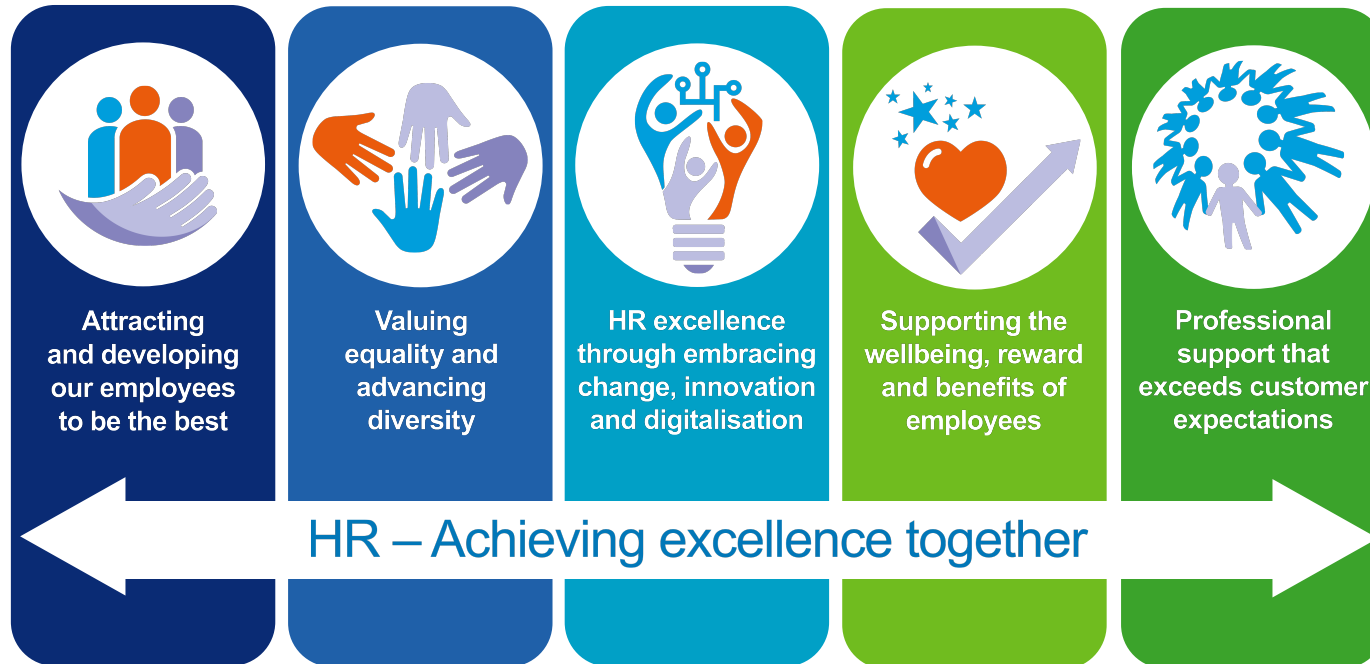 Attracting
and developing
our employees
to be the best
Valuing
equality and
advancing
diversity
HR excellence
through embracing
change, innovation
and digitalisation
Supporting the
wellbeing, reward
and benefits of
employees
Professional
support that
exceeds customer
expectations
HR – Achieving excellence together